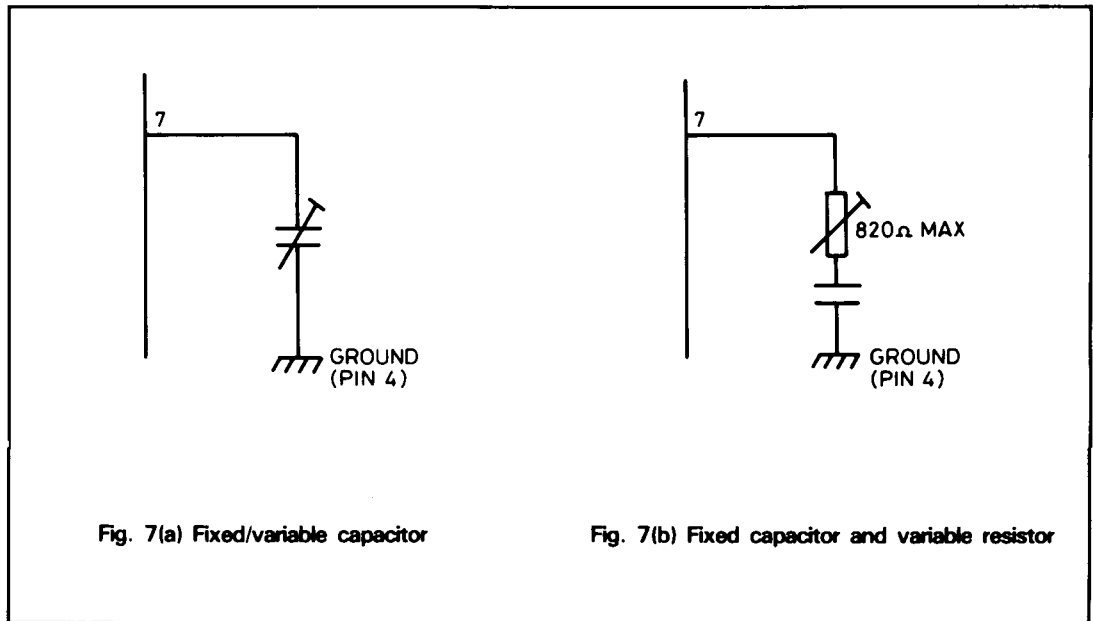 7
GROUND
(PIN 4)
Fig. 7(a) Fixed/variable capacitor
7
820Ω MAX
GROUND
(PIN 4)
Fig. 7(b) Fixed capacitor and variable resistor